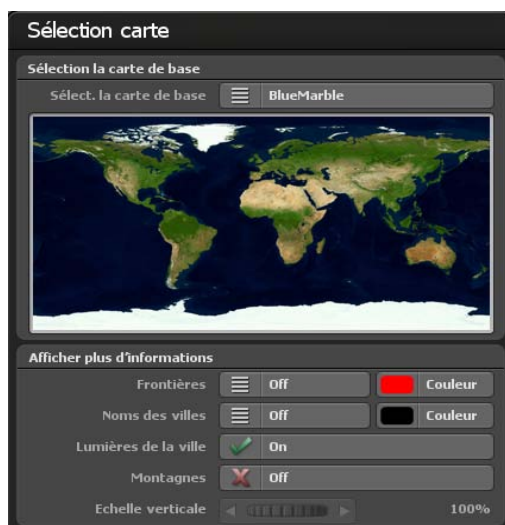 Sélection carte
Sélection la carte de base
Sélect. la carte de base BlueMarble
Afficher plus d'informations
Frontières Off Couleur
Noms des villes Off Couleur
Lumières de la ville On
Montagnes Off
Echelle verticale 100%